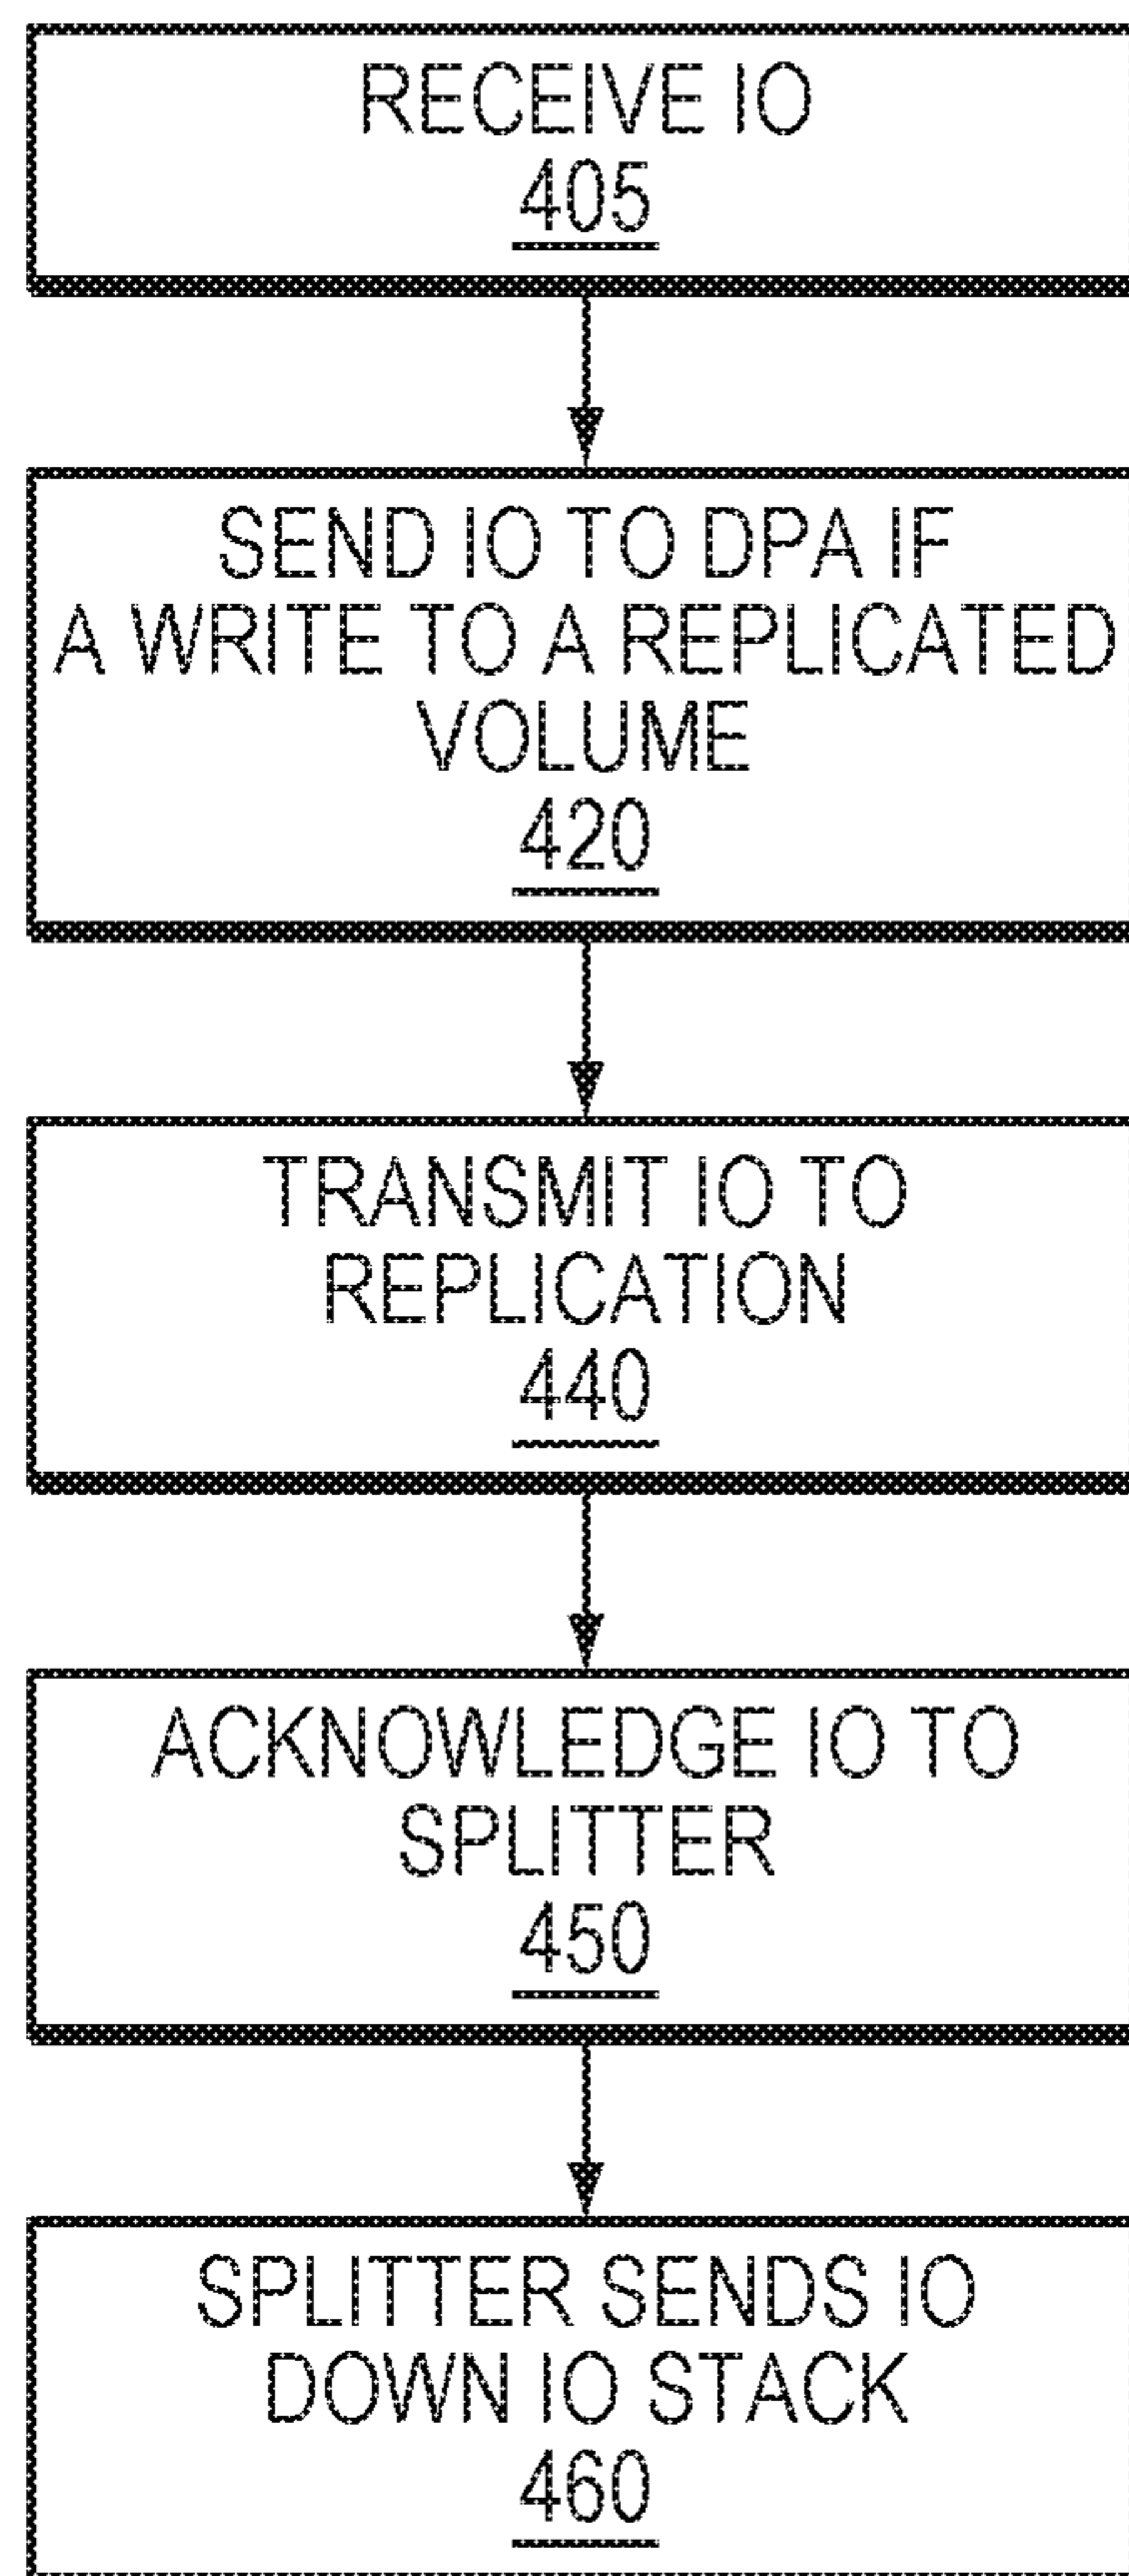 RECEIVE IO
405
SEND IO TO DPA IF
A WRITE TO A REPLICATED
VOLUME
420
TRANSMIT IO TO
REPLICATION
440
ACKNOWLEDGE IO TO
SPLITTER
450
SPLITTER SENDS IO
DOWN IO STACK
460